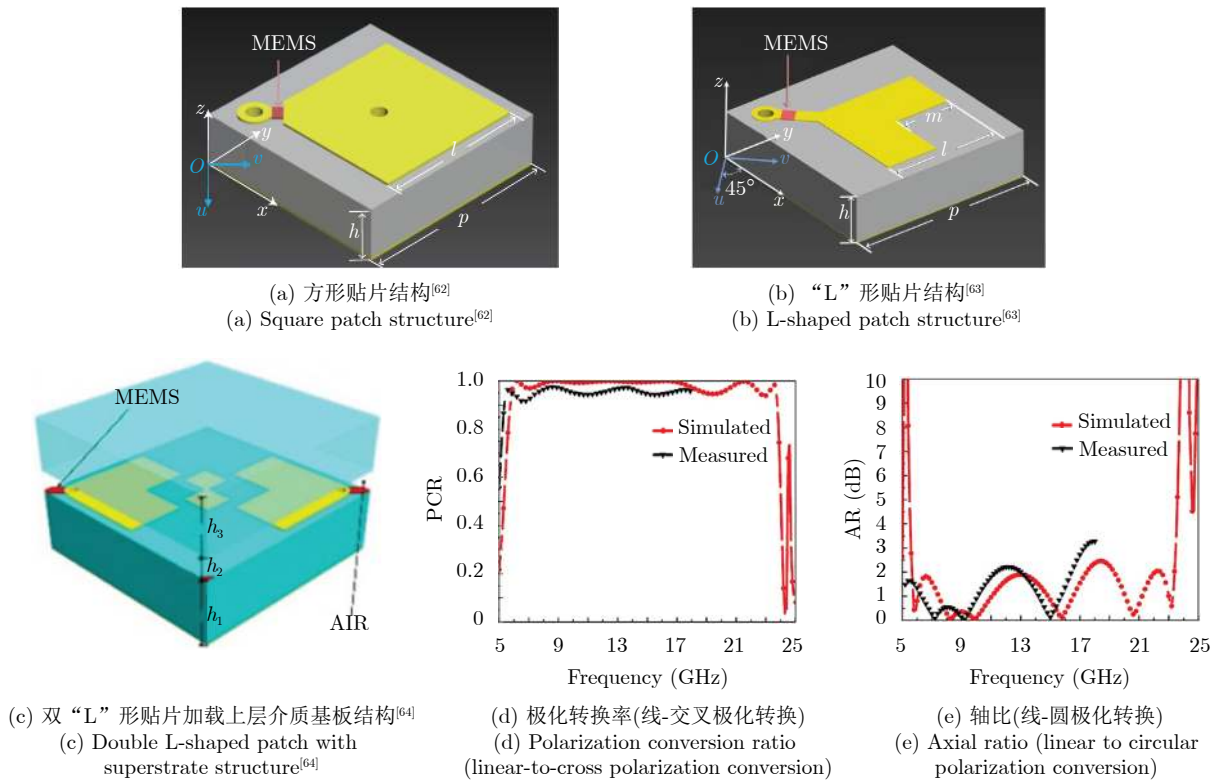 MEMS
z
y
O
v
u
x
l
h
p
MEMS
z
y
m
O
v
l
u
45°
x
h
p
(a) 方形贴片结构[62]
(a) Square patch structure[62]
(b) “L”形贴片结构[63]
(b) L-shaped patch structure[63]
MEMS
h3
h2
h1
AIR
1.0
0.8
0.6
0.4
0.2
0
PCR
Simulated
Measured
5 9 13 17 21 25
Frequency (GHz)
10
9
8
7
6
5
4
3
2
1
0
AR (dB)
Simulated
Measured
5 9 13 17 21 25
Frequency (GHz)
(c) 双“L”形贴片加载上层介质基板结构[64]
(c) Double L-shaped patch with
superstrate structure[64]
(d) 极化转换率(线-交叉极化转换)
(d) Polarization conversion ratio
(linear-to-cross polarization conversion)
(e) 轴比(线-圆极化转换)
(e) Axial ratio (linear to circular
polarization conversion)